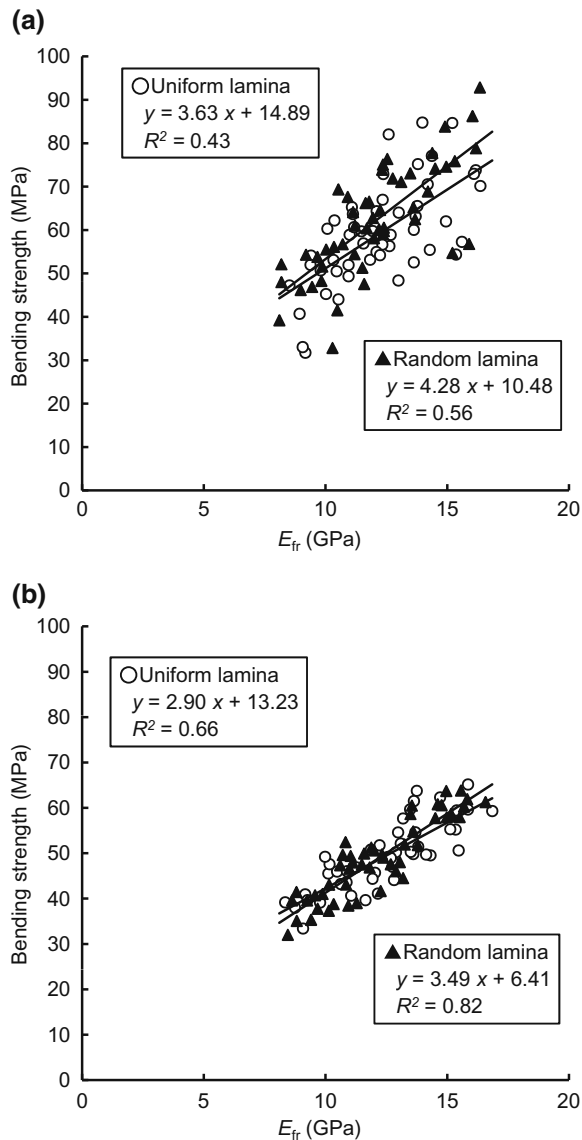 (a)
100
90
80
70
60
50
40
30
20
10
0
Bending strength (MPa)
Uniform lamina
y = 3.63 x + 14.89
R² = 0.43
Random lamina
y = 4.28 x + 10.48
R² = 0.56
0 5 10 15 20
Efr (GPa)
(b)
100
90
80
70
60
50
40
30
20
10
0
Bending strength (MPa)
Uniform lamina
y = 2.90 x + 13.23
R² = 0.66
Random lamina
y = 3.49 x + 6.41
R² = 0.82
0 5 10 15 20
Efr (GPa)